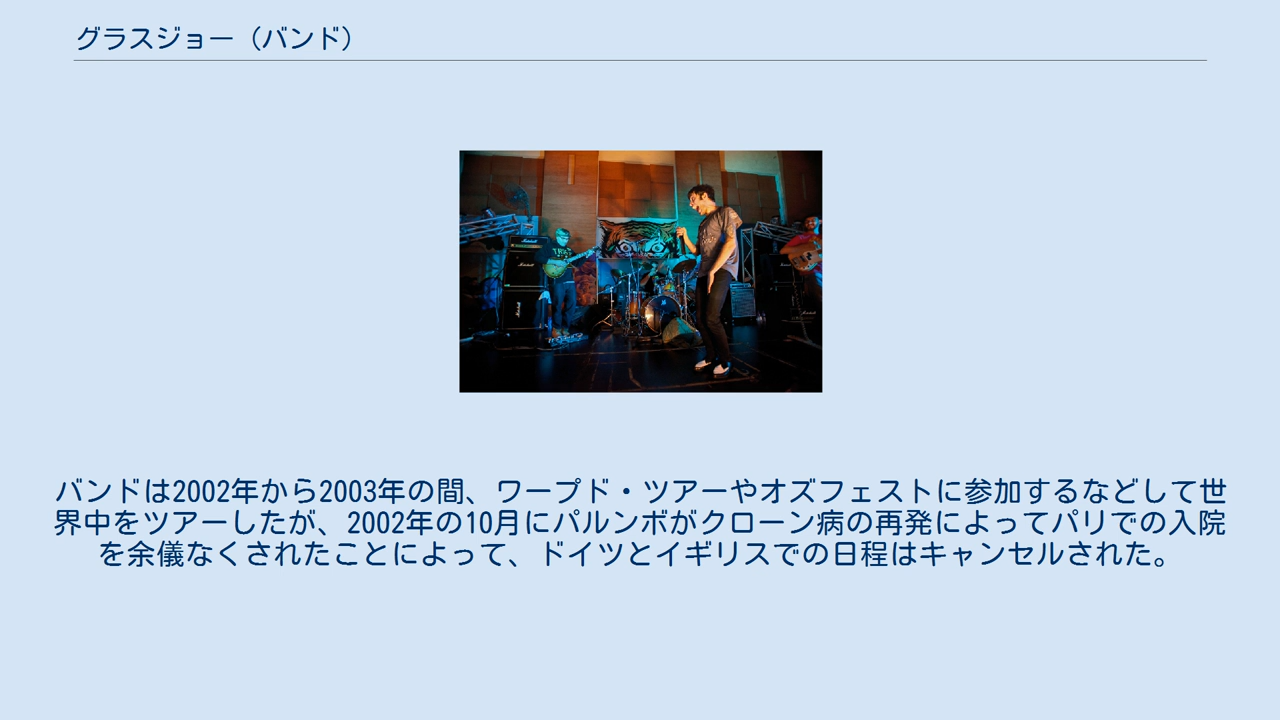 グラスジョー（バンド）
バンドは2002年から2003年の間、ワープド・ツアーやオズフェストに参加するなどして世
界中をツアーしたが、2002年の10月にパルンボがクローン病の再発によってパリでの入院
を余儀なくされたことによって、ドイツとイギリスでの日程はキャンセルされた。